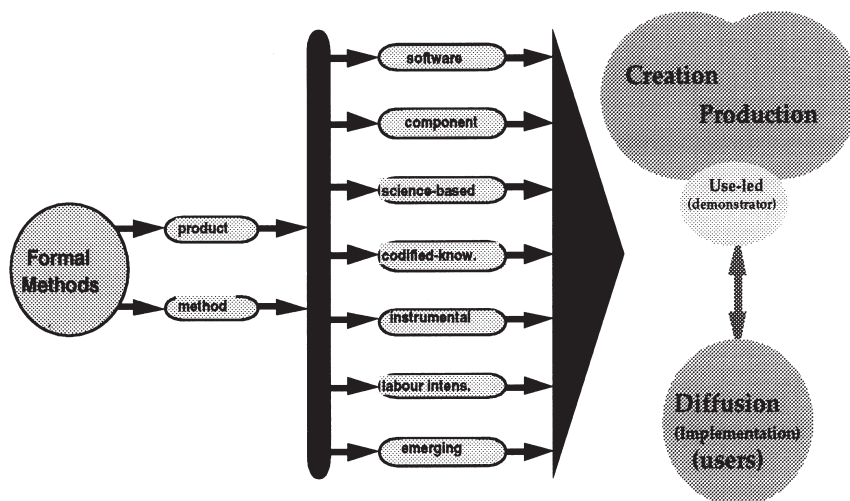 Formal
Methods
product
method
software
component
science-based
(codified-know.
instrumental
(labour intens.
emerging
Creation
Production
Use-led
(demonstrator)
Diffusion
(Implementation)
(users)